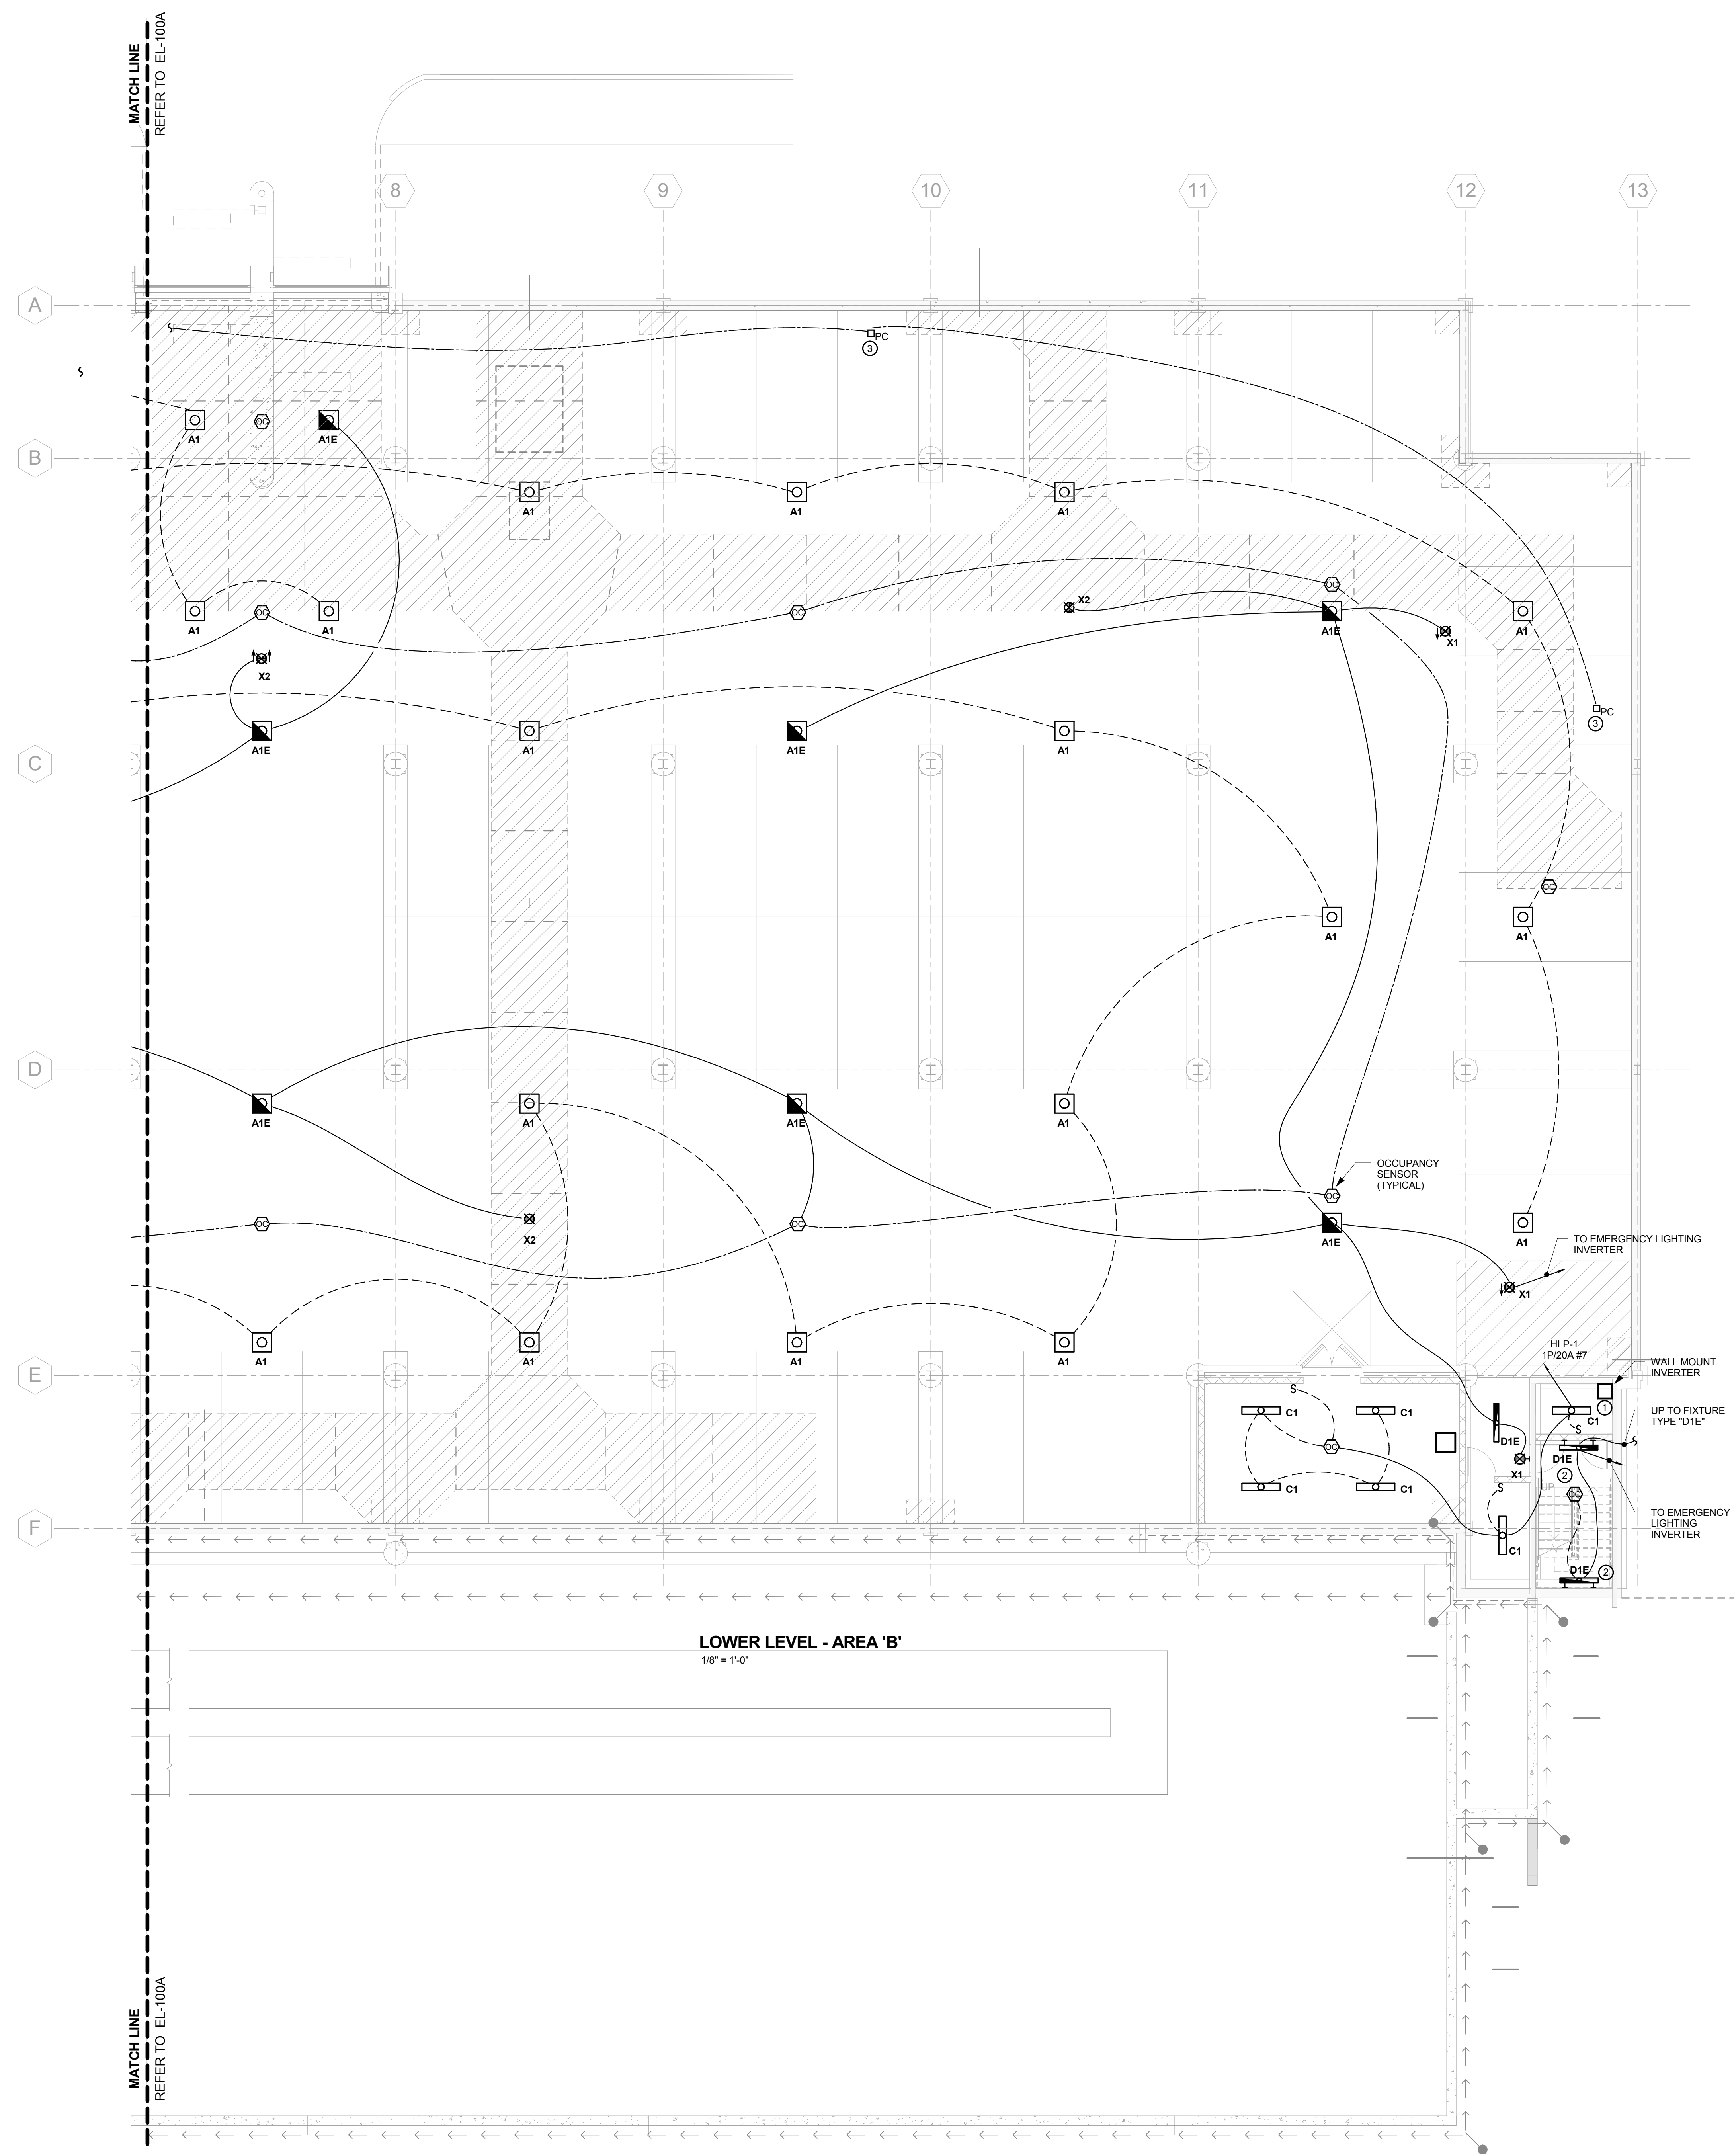 MATCH LINE
REFER TO EL-100A
8
9
10
11
12
13
A
PC
3
A1
A1E
B
A1
A1
A1
X2
A1
A1
A1E
X1
A1
X2
PC
3
A1E
A1
A1E
A1
C
A1
A1
D
A1E
A1
A1E
A1
OCCUPANCY
SENSOR
(TYPICAL)
X2
A1E
A1
TO EMERGENCY LIGHTING
INVERTER
X1
HLP-1
1P/20A #7
A1
A1
A1
A1
E
WALL MOUNT
INVERTER
1
S
C1
C1
C1
S
UP TO FIXTURE
TYPE "D1E"
D1E
D1E
X1
2
UP
C1
C1
S
TO EMERGENCY
LIGHTING
INVERTER
F
C1
D1E
2
LOWER LEVEL - AREA 'B'
1/8" = 1'-0"
MATCH LINE
REFER TO EL-100A